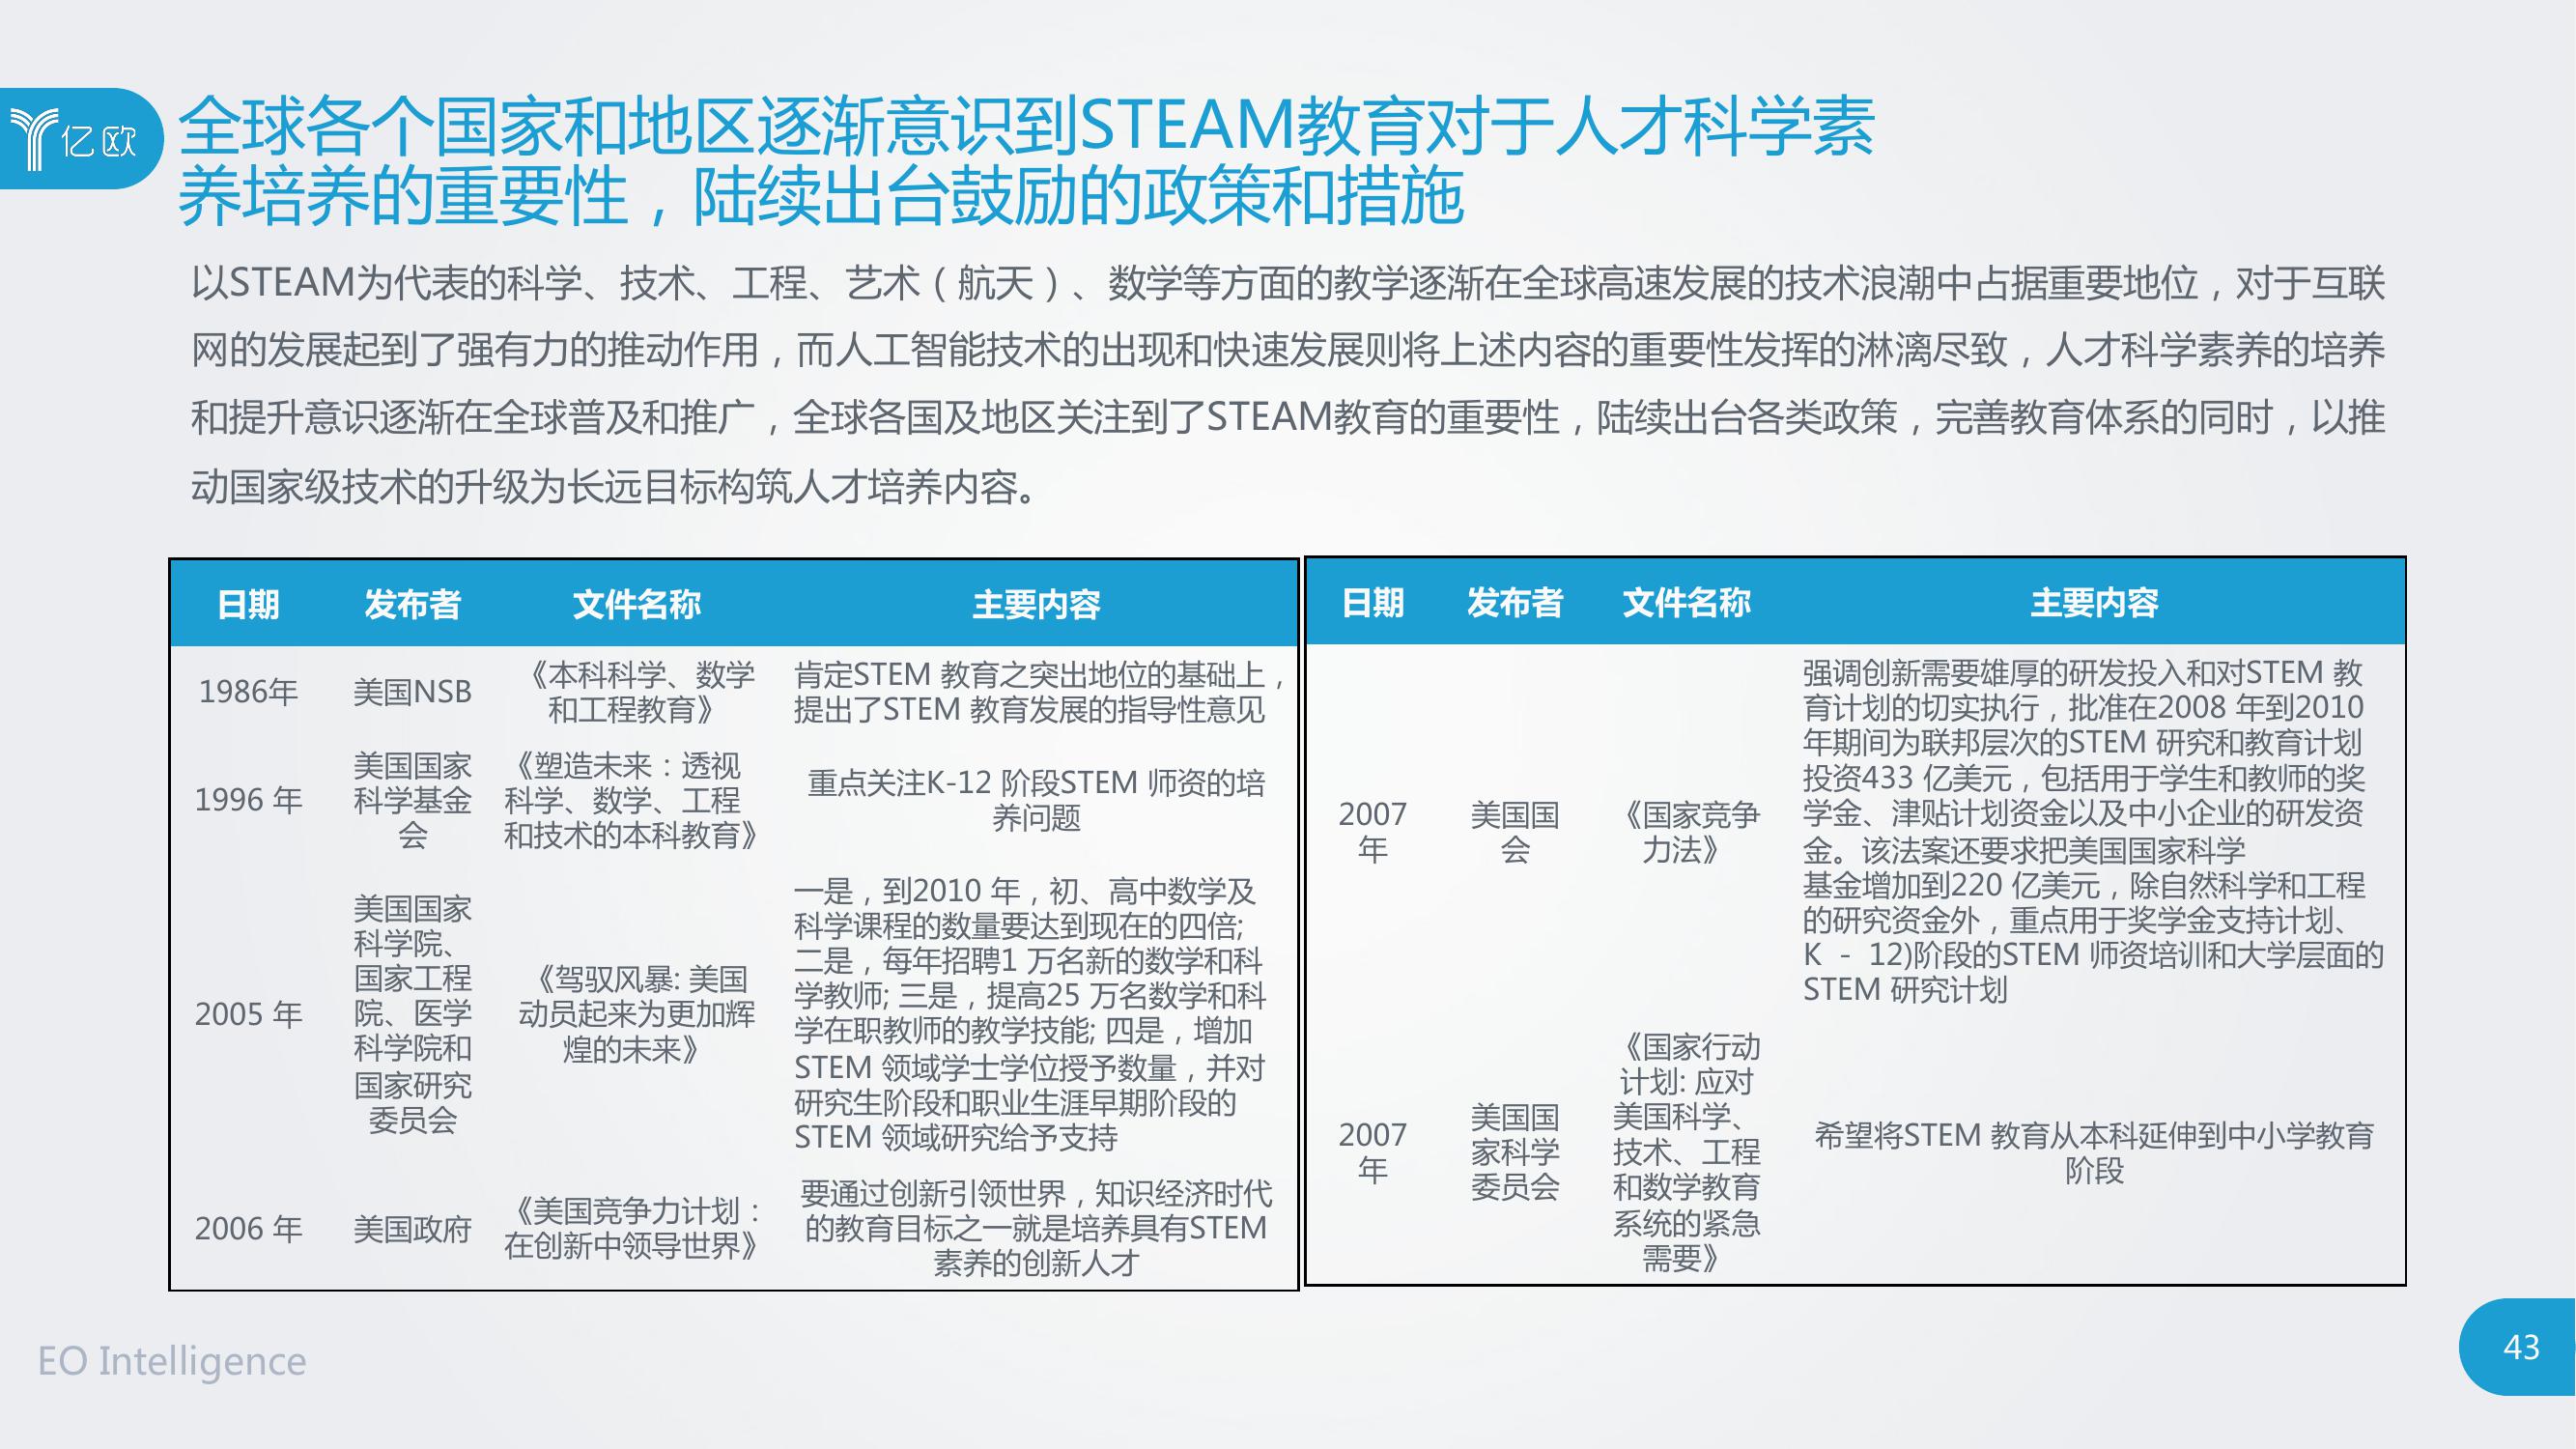 亿欧
全球各个国家和地区逐渐意识到STEAM教育对于人才科学素
养培养的重要性，陆续出台鼓励的政策和措施
以STEAM为代表的科学、技术、工程、艺术（航天）、数学等方面的教学逐渐在全球高速发展的技术浪潮中占据重要地位，对于互联
网的发展起到了强有力的推动作用，而人工智能技术的出现和快速发展则将上述内容的重要性发挥的淋漓尽致，人才科学素养的培养
和提升意识逐渐在全球普及和推广，全球各国及地区关注到了STEAM教育的重要性，陆续出台各类政策，完善教育体系的同时，以推
动国家级技术的升级为长远目标构筑人才培养内容。
日期 发布者 文件名称 主要内容
1986年
美国NSB
《本科科学、数学
和工程教育》
肯定STEM 教育之突出地位的基础上，
提出了STEM 教育发展的指导性意见
1996 年
美国国家
科学基金
会
《塑造未来：透视
科学、数学、工程
和技术的本科教育》
重点关注K-12 阶段STEM 师资的培
养问题
2005 年
美国国家
科学院、
国家工程
院、医学
科学院和
国家研究
委员会
《驾驭风暴: 美国
动员起来为更加辉
煌的未来》
一是，到2010 年，初、高中数学及
科学课程的数量要达到现在的四倍;
二是，每年招聘1 万名新的数学和科
学教师; 三是，提高25 万名数学和科
学在职教师的教学技能; 四是，增加
STEM 领域学士学位授予数量，并对
研究生阶段和职业生涯早期阶段的
STEM 领域研究给予支持
2006 年
美国政府
《美国竞争力计划：
在创新中领导世界》
要通过创新引领世界，知识经济时代
的教育目标之一就是培养具有STEM
素养的创新人才
日期 发布者 文件名称 主要内容
2007
年
美国国
会
《国家竞争
力法》
强调创新需要雄厚的研发投入和对STEM 教
育计划的切实执行，批准在2008 年到2010
年期间为联邦层次的STEM 研究和教育计划
投资433 亿美元，包括用于学生和教师的奖
学金、津贴计划资金以及中小企业的研发资
金。该法案还要求把美国国家科学
基金增加到220 亿美元，除自然科学和工程
的研究资金外，重点用于奖学金支持计划、
K － 12)阶段的STEM 师资培训和大学层面的
STEM 研究计划
2007
年
美国国
家科学
委员会
《国家行动
计划: 应对
美国科学、
技术、工程
和数学教育
系统的紧急
需要》
希望将STEM 教育从本科延伸到中小学教育
阶段
EO Intelligence
43